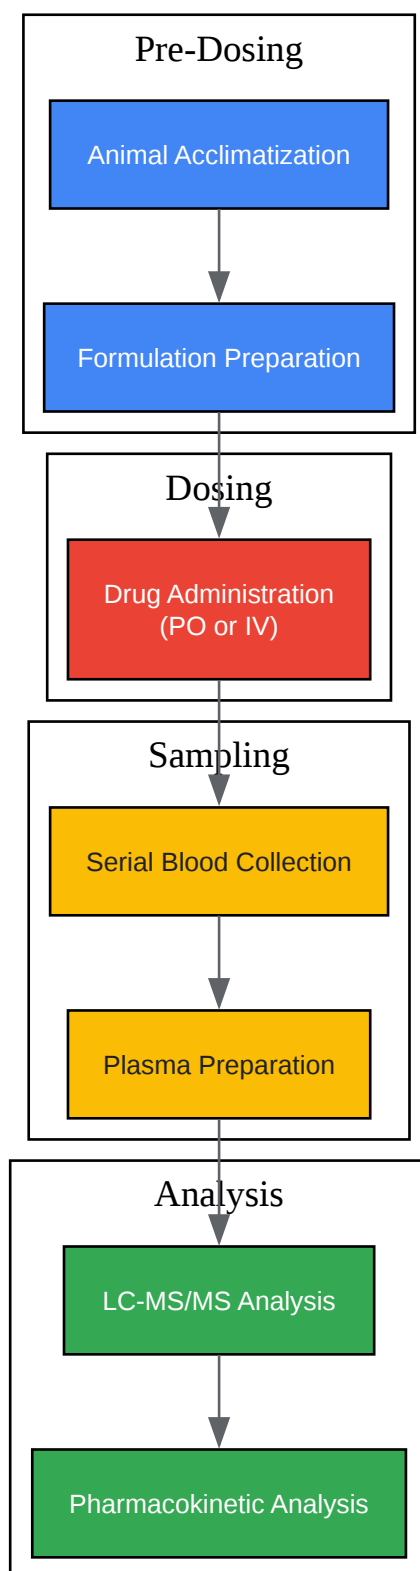 Pre-Dosing
Animal Acclimatization
Formulation Preparation
Dosing
Drug Administration
(PO or IV)
Sampling
Serial Blood Collection
Plasma Preparation
Analysis
LC-MS/MS Analysis
Pharmacokinetic Analysis